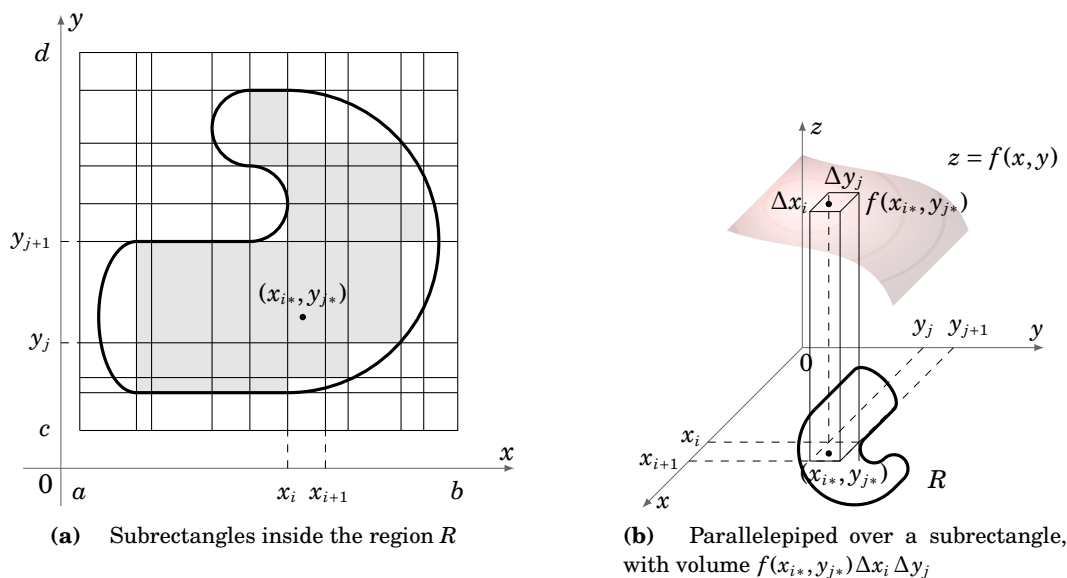 y
d
y_{j+1}
(x_{i*}, y_{j*})
y_j
c
x
0
a
x_i
x_{i+1}
b
(a) Subrectangles inside the region R
z
z = f(x, y)
Δy_j
Δx_i
f(x_{i*}, y_{j*})
y_j
y_{j+1}
y
0
x_i
x_{i+1}
(x_{i*}, y_{j*})
R
x
(b) Parallelepiped over a subrectangle,
with volume f(x_{i*}, y_{j*})Δx_i Δy_j